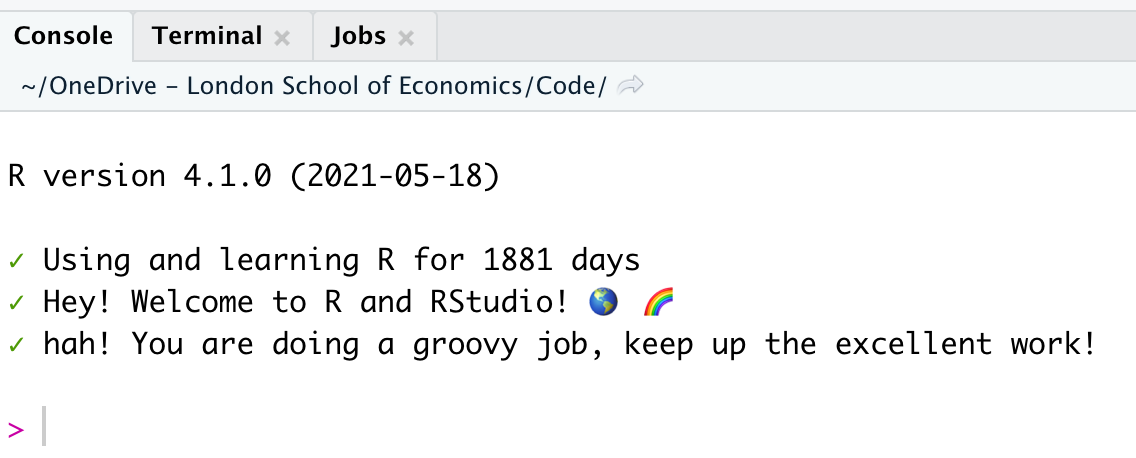 Console Terminal Jobs
~/OneDrive – London School of Economics/Code/
R version 4.1.0 (2021-05-18)
✓ Using and learning R for 1881 days
✓ Hey! Welcome to R and RStudio! 🌎 🌈
✓ hah! You are doing a groovy job, keep up the excellent work!
>